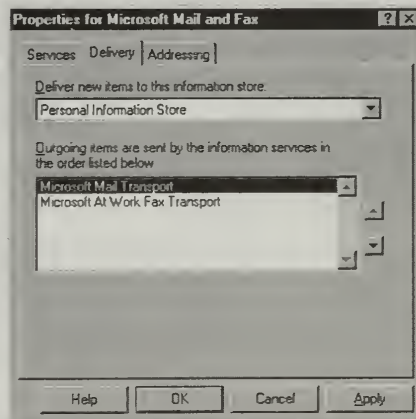 Properties for Microsoft Mail and Fax
Services Delivery Addressing
Deliver new items to this information store:
Personal Information Store
Outgoing items are sent by the information services in
the order listed below
Microsoft Mail Transport
Microsoft At Work Fax Transport
Help OK Cancel Apply